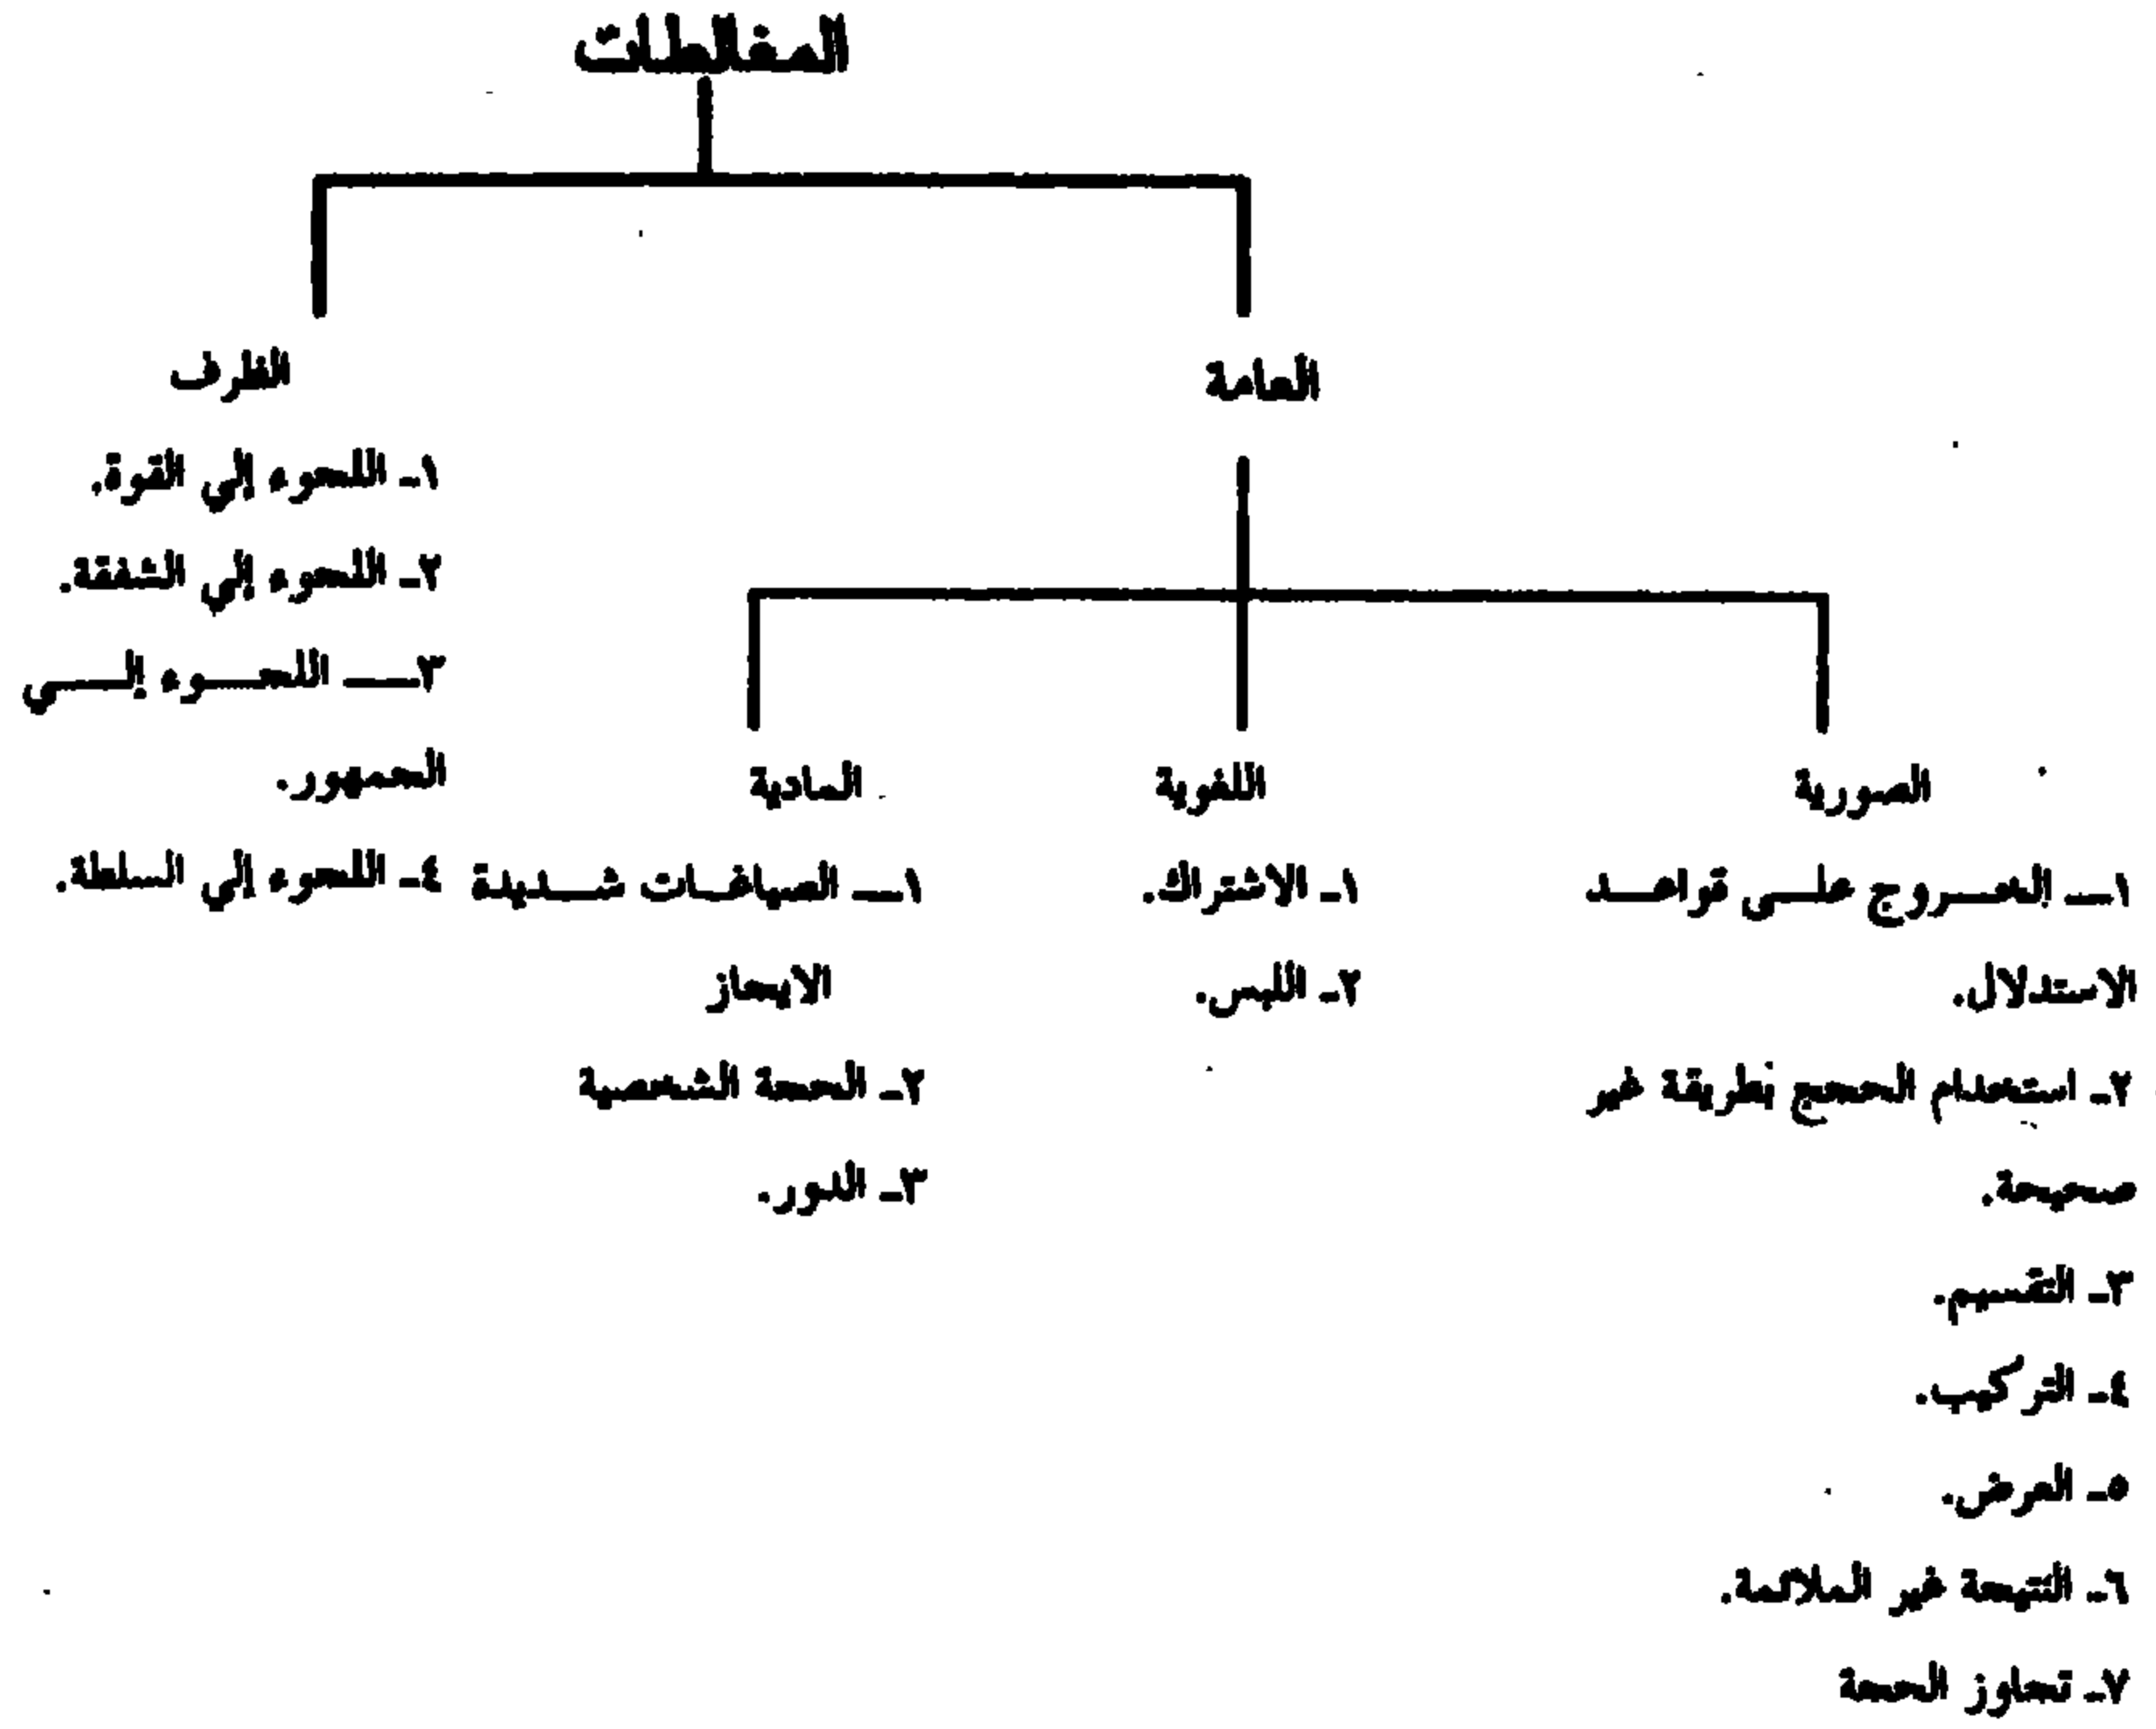 المغالطات
العامة
الظرف
الصورية
١ـ الخروج على قواعد
الاستدلال.
٢ـ استخدام الحجج بطريقة غير
صحيحة.
٣ـ التقسيم.
٤ـ التركيب.
٥ـ العرض.
٦ـ النتيجة غير الملائمة.
٧ـ تجاوز الحجة
اللغوية
١ـ الاشتراك.
٢ـ اللبس.
المادية
١ـ الصياغات شديدة
الايجاز
٢ـ الحجة الشخصية
٣ـ الدور.
١ـ اللجوء إلي القوة.
٢ـ اللجوء إلي الشفقة.
٣ـ اللجوء إلي
الجمهور.
٤ـ اللجوء إلي السلطة.